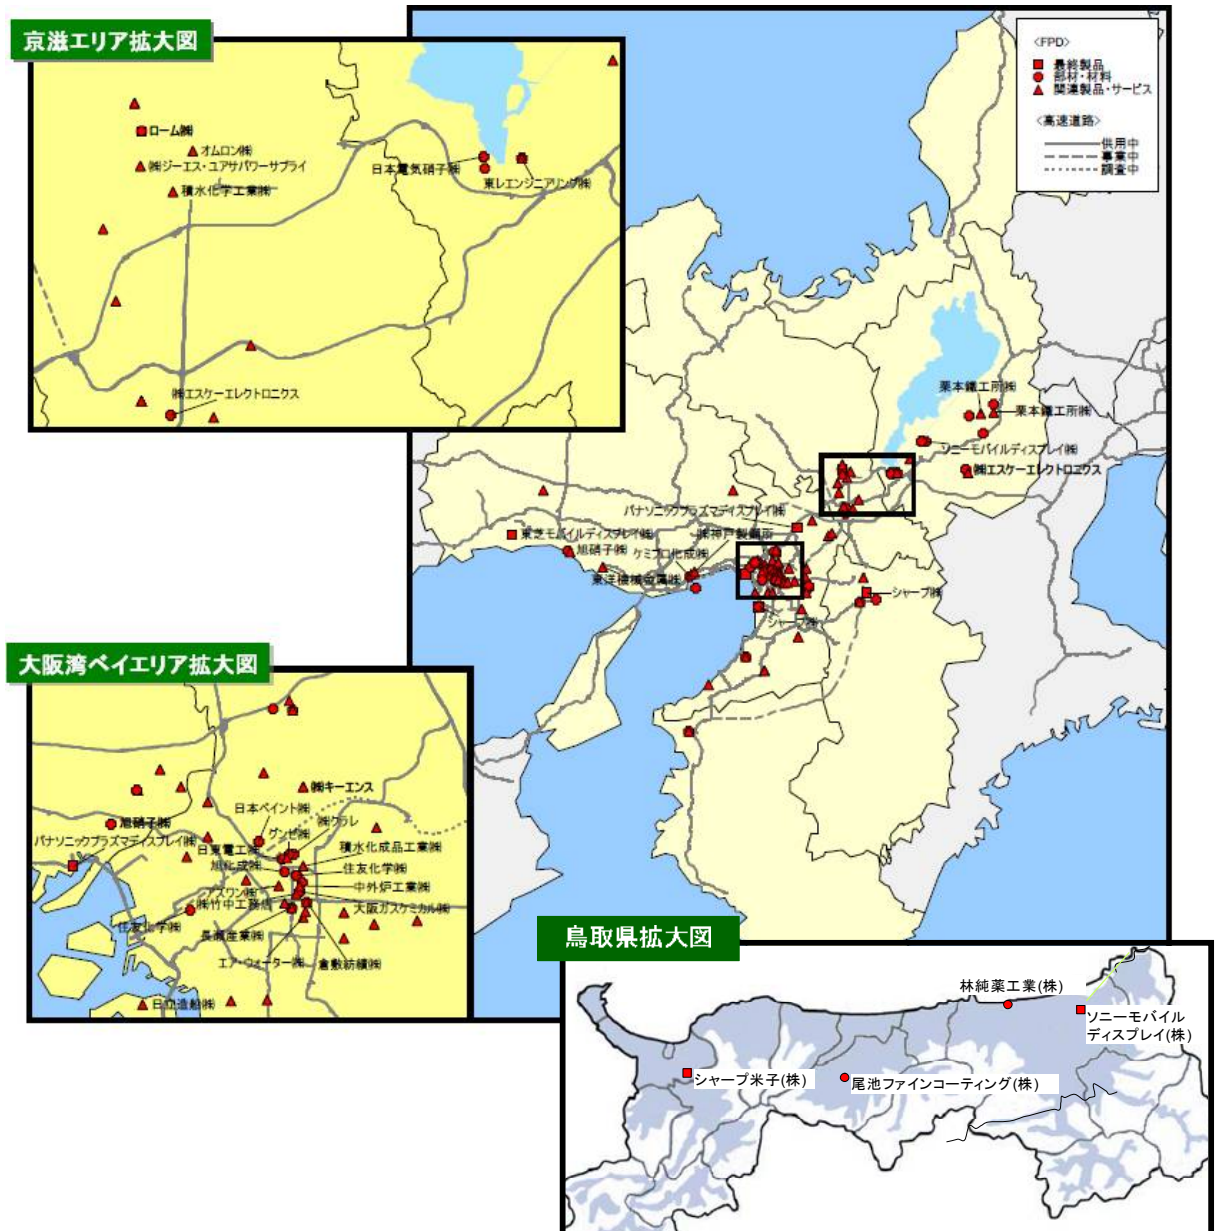 京滋エリア拡大図
ローム㈱
オムロン㈱
㈱ジーエス・ユアサパワーサプライ
積水化学工業㈱
日本電気硝子㈱
東レエンジニアリング㈱
㈱エスケーエレクトロニクス
<FPD>
最終製品
部材・材料
関連製品・サービス
<高速道路>
供用中
事業中
調査中
栗本鐵工所㈱
栗本鐵工所㈱
ソニーモバイルディスプレイ㈱
㈱エスケーエレクトロニクス
パナソニックプラズマディスプレイ㈱
東芝モバイルディスプレイ㈱
㈱神戸製鋼所
旭硝子㈱
ケミプロ化成㈱
東洋機械金属㈱
シャープ㈱
シャープ㈱
大阪湾ベイエリア拡大図
㈱キーエンス
日本ペイント㈱
㈱クラレ
旭硝子㈱
グンゼ㈱
パナソニックプラズマディスプレイ㈱
日東電工㈱
積水化成品工業㈱
旭化成㈱
住友化学㈱
アズワン㈱
中外炉工業㈱
㈱竹中工務店
大阪ガスケミカル㈱
住友化学㈱
長瀬産業㈱
エア・ウォーター㈱
倉敷紡績㈱
日立造船㈱
鳥取県拡大図
林純薬工業(株)
ソニーモバイル
ディスプレイ(株)
シャープ米子(株)
尾池ファインコーティング(株)